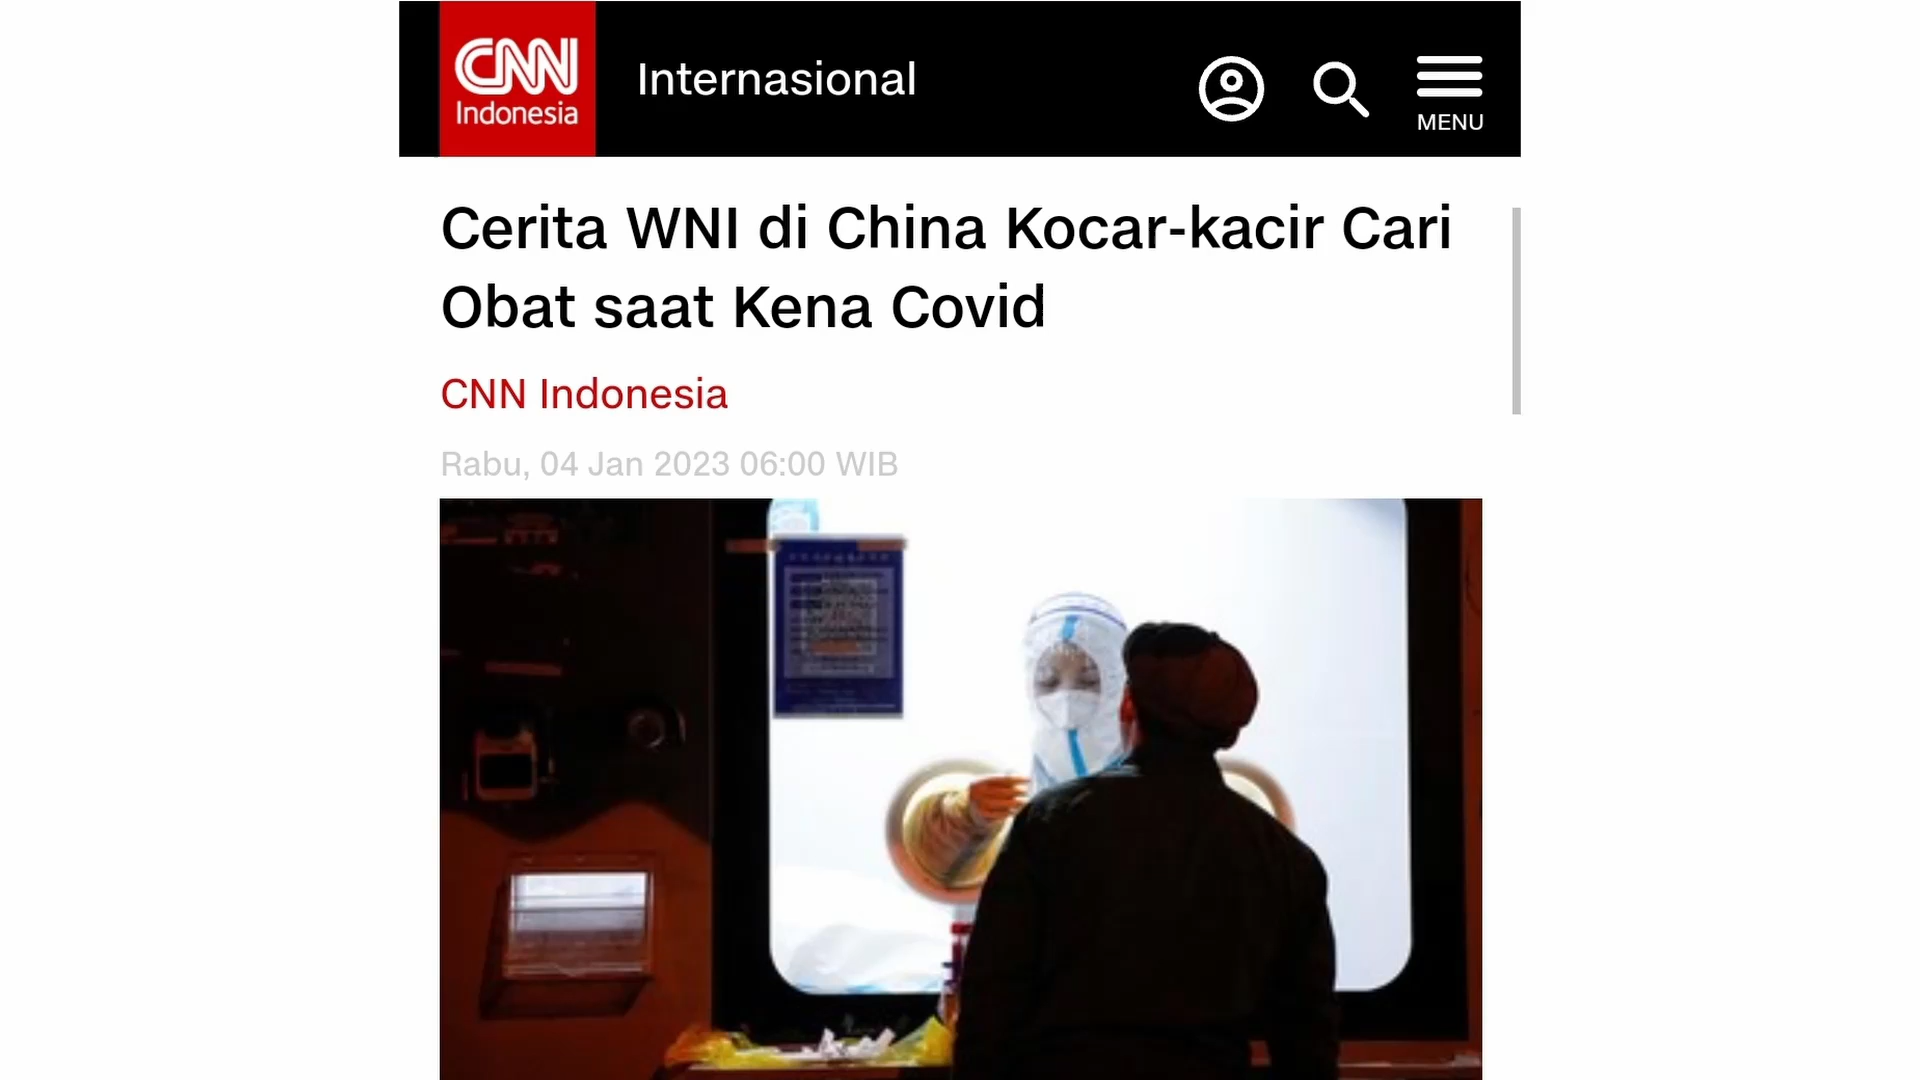 CNN
Indonesia
Internasional
MENU
Cerita WNI di China Kocar-kacir Cari
Obat saat Kena Covid
CNN Indonesia
Rabu, 04 Jan 2023 06:00 WIB